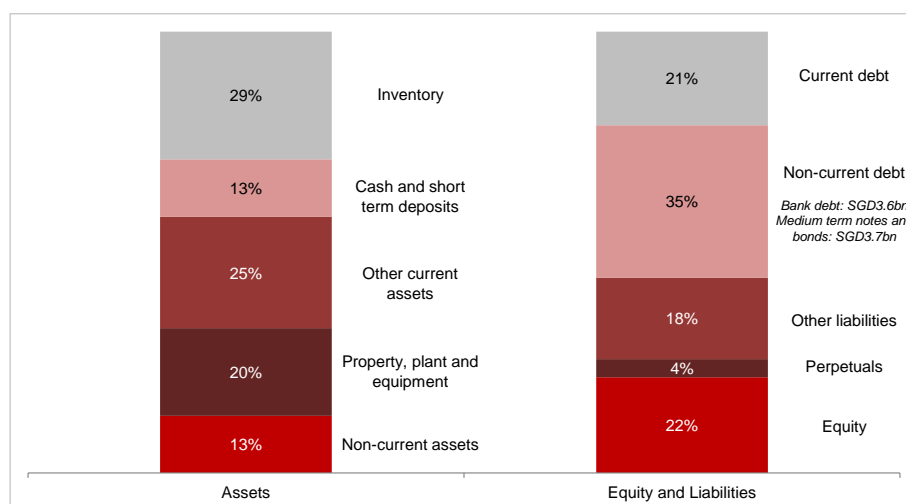 29%
Inventory
13%
Cash and short
term deposits
25%
Other current
assets
20%
Property, plant and
equipment
13%
Non-current assets
Assets
21%
Current debt
35%
Non-current debt
Bank debt: SGD3.6bn
Medium term notes an
bonds: SGD3.7bn
18%
Other liabilities
4%
Perpetuals
22%
Equity
Equity and Liabilities